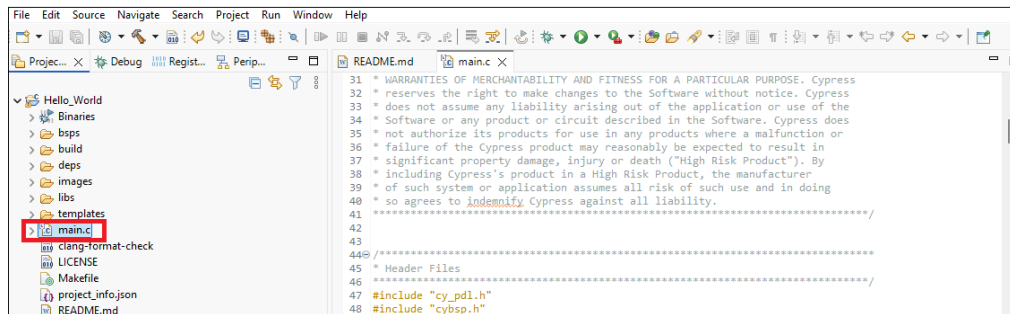 File Edit Source Navigate Search Project Run Window Help
Projec... Debug Regist... Perip...
README.md main.c
Hello_World
Binaries
bsps
build
deps
images
libs
templates
main.c
clang-format-check
LICENSE
Makefile
project_info.json
README.md
31 * WARRANTIES OF MERCHANTABILITY AND FITNESS FOR A PARTICULAR PURPOSE. Cypress
32 * reserves the right to make changes to the Software without notice. Cypress
33 * does not assume any liability arising out of the application or use of the
34 * Software or any product or circuit described in the Software. Cypress does
35 * not authorize its products for use in any products where a malfunction or
36 * failure of the Cypress product may reasonably be expected to result in
37 * significant property damage, injury or death ("High Risk Product"). By
38 * including Cypress's product in a High Risk Product, the manufacturer
39 * of such system or application assumes all risk of such use and in doing
40 * so agrees to indemnify Cypress against all liability.
41 *******************************************************************************/
42
43
44 /*******************************************************************************
45 * Header Files
46 *******************************************************************************/
47 #include "cy_pdl.h"
48 #include "cybsp.h"